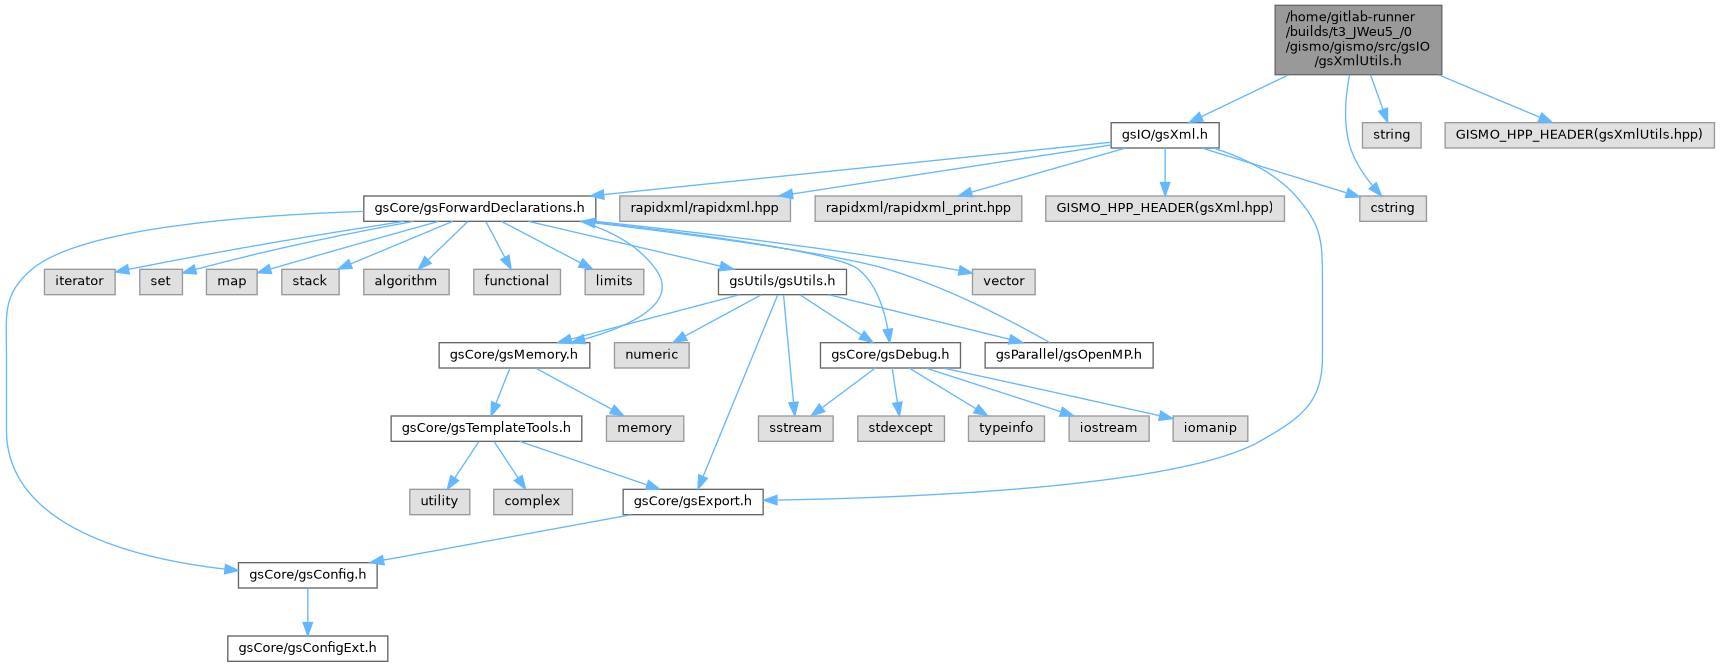 /home/gitlab-runner
/builds/t3_JWeu5_/0
/gismo/gismo/src/gsIO
/gsXmlUtils.h
gsIO/gsXml.h
string
GISMO_HPP_HEADER(gsXmlUtils.hpp)
gsCore/gsForwardDeclarations.h
rapidxml/rapidxml.hpp
rapidxml/rapidxml_print.hpp
GISMO_HPP_HEADER(gsXml.hpp)
cstring
iterator
set
map
stack
algorithm
functional
limits
gsUtils/gsUtils.h
vector
gsCore/gsMemory.h
numeric
gsCore/gsDebug.h
gsParallel/gsOpenMP.h
gsCore/gsTemplateTools.h
memory
sstream
stdexcept
typeinfo
iostream
iomanip
utility
complex
gsCore/gsExport.h
gsCore/gsConfig.h
gsCore/gsConfigExt.h